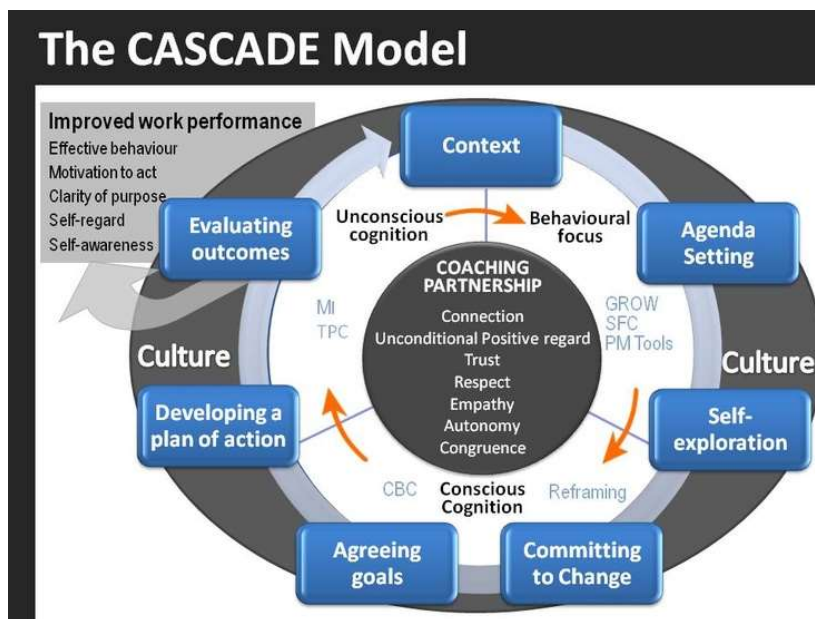 The CASCADE Model
Improved work performance
Effective behaviour
Motivation to act
Clarity of purpose
Self-regard
Self-awareness
Context
Evaluating
outcomes
Unconscious
cognition
Behavioural
focus
Agenda
Setting
COACHING
PARTNERSHIP
Connection
Unconditional Positive regard
Trust
Respect
Empathy
Autonomy
Congruence
MI
TPC
GROW
SFC
PM Tools
Culture
Culture
Developing a
plan of action
Self-
exploration
CBC
Conscious
Cognition
Reframing
Agreeing
goals
Committing
to Change